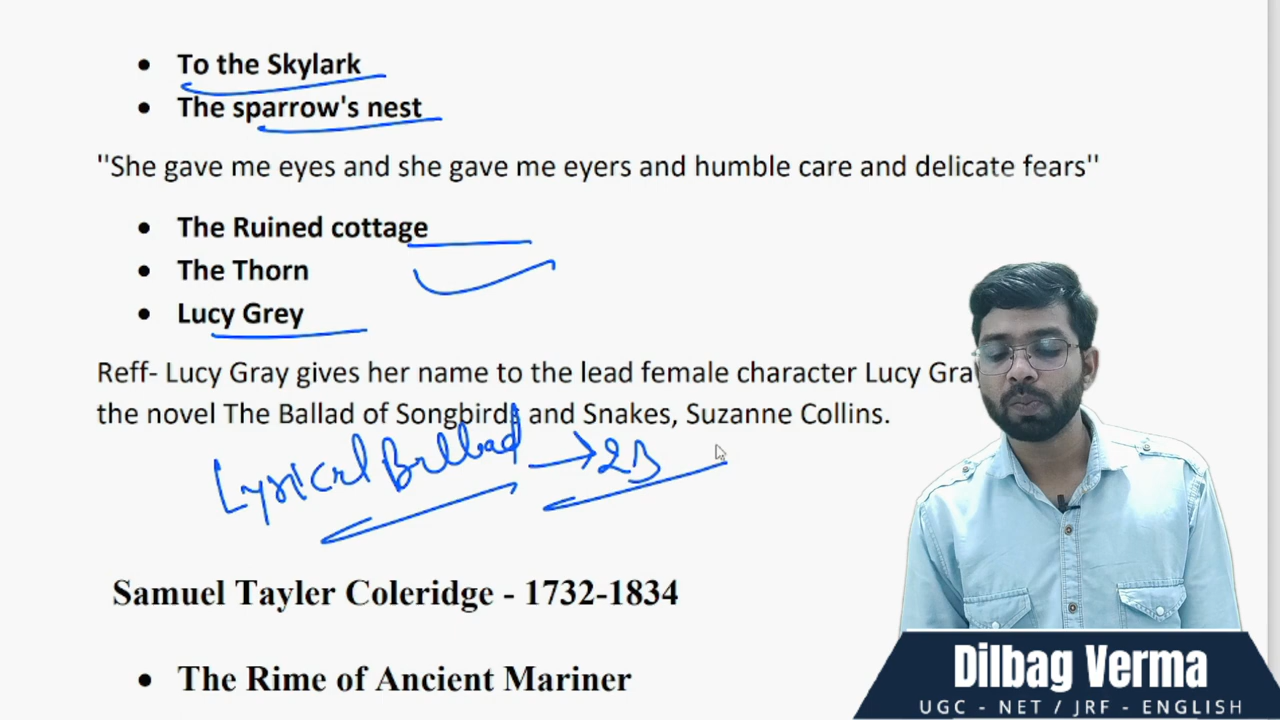 • To the Skylark
• The sparrow's nest
"She gave me eyes and she gave me eyers and humble care and delicate fears"
• The Ruined cottage
• The Thorn
• Lucy Grey
Reff- Lucy Gray gives her name to the lead female character Lucy Gra
the novel The Ballad of Songbirds and Snakes, Suzanne Collins.
Lyrical Ballad → 23
Samuel Tayler Coleridge - 1732-1834
• The Rime of Ancient Mariner
Dilbag Verma
UGC - NET / JRF - ENGLISH